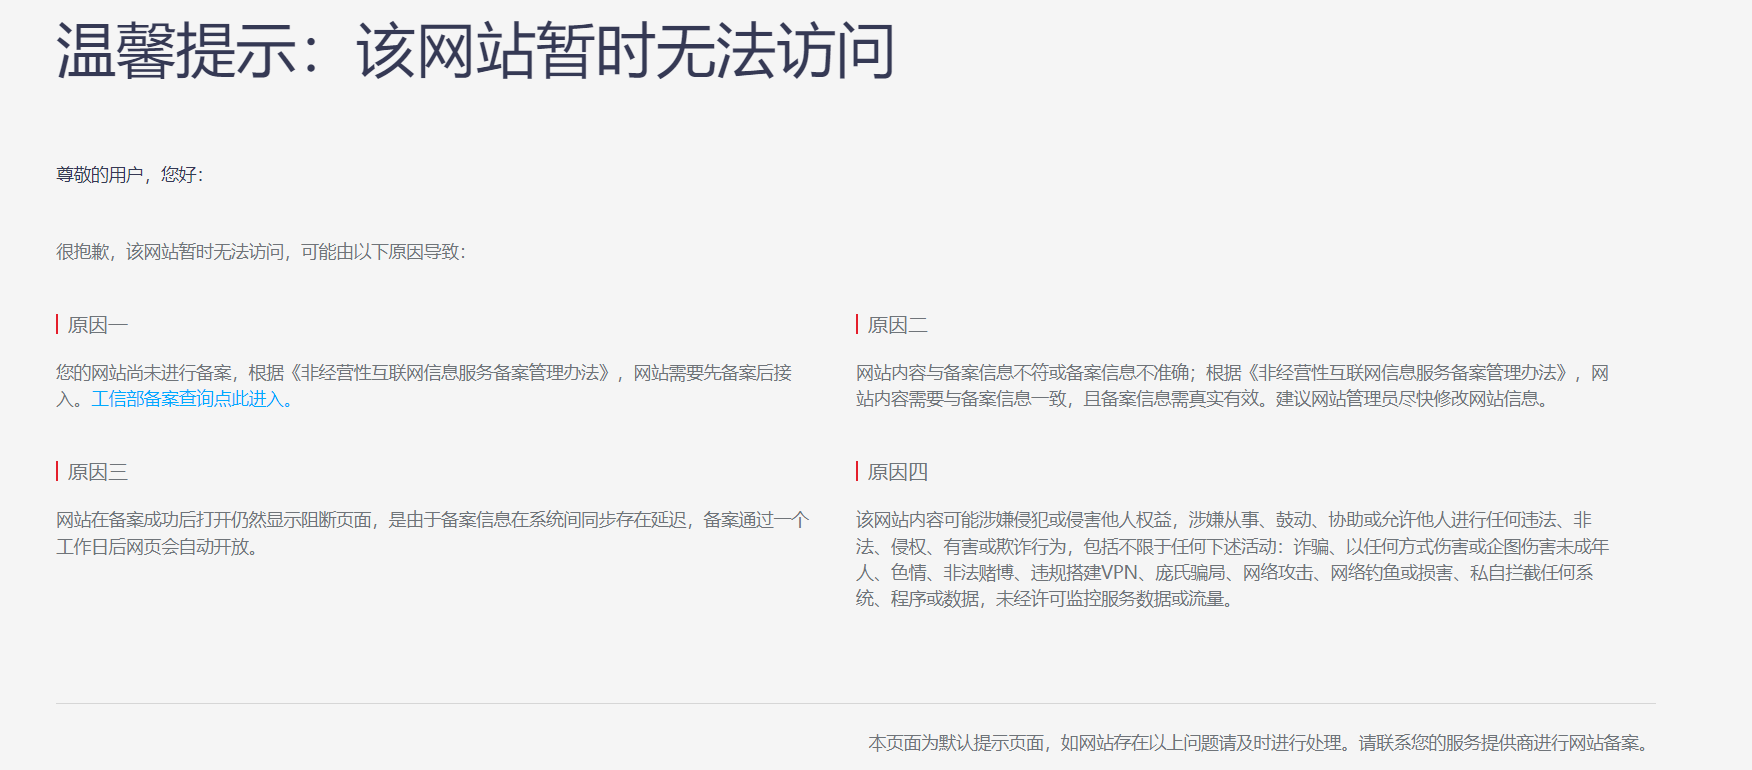 温馨提示：该网站暂时无法访问
尊敬的用户，您好：
很抱歉，该网站暂时无法访问，可能由以下原因导致：
原因一
您的网站尚未进行备案，根据《非经营性互联网信息服务备案管理办法》，网站需要先备案后接
入。工信部备案查询点此进入。
原因二
网站内容与备案信息不符或备案信息不准确；根据《非经营性互联网信息服务备案管理办法》，网
站内容需要与备案信息一致，且备案信息需真实有效。建议网站管理员尽快修改网站信息。
原因三
网站在备案成功后打开仍然显示阻断页面，是由于备案信息在系统间同步存在延迟，备案通过一个
工作日后网页会自动开放。
原因四
该网站内容可能涉嫌侵犯或侵害他人权益，涉嫌从事、鼓动、协助或允许他人进行任何违法、非
法、侵权、有害或欺诈行为，包括不限于任何下述活动：诈骗、以任何方式伤害或企图伤害未成年
人、色情、非法赌博、违规搭建VPN、庞氏骗局、网络攻击、网络钓鱼或损害、私自拦截任何系
统、程序或数据，未经许可监控服务数据或流量。
本页面为默认提示页面，如网站存在以上问题请及时进行处理。请联系您的服务提供商进行网站备案。